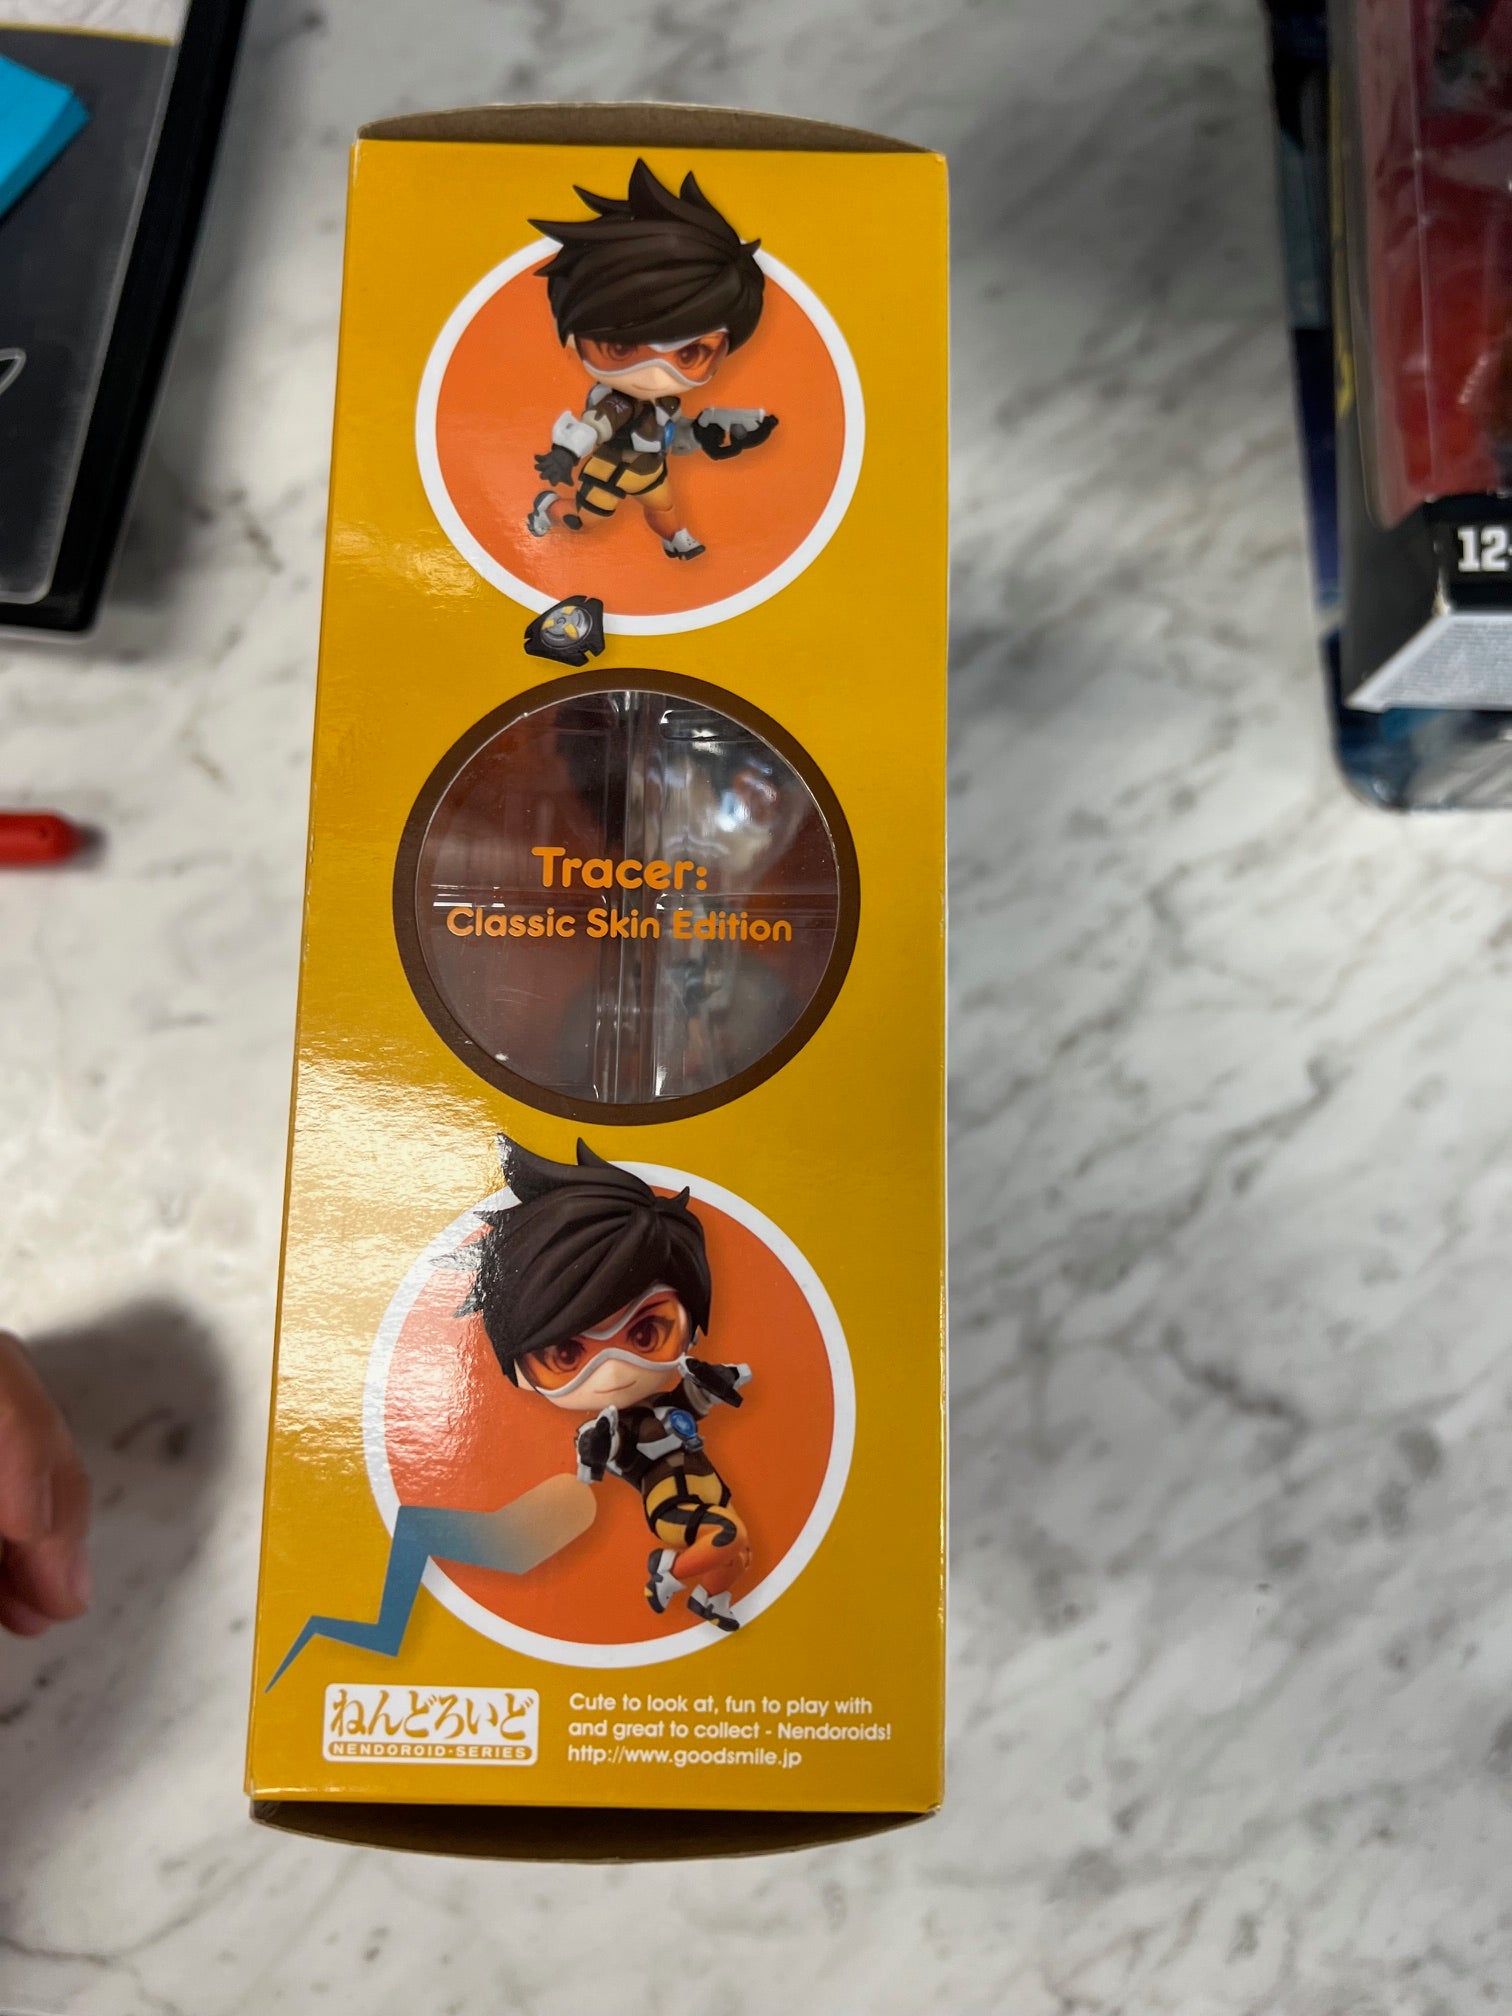 Tracer:
Classic Skin Edition
ねんどろいど
NENDOROID·SERIES
Cute to look at, fun to play with
and great to collect - Nendoroids!
http://www.goodsmile.jp
12